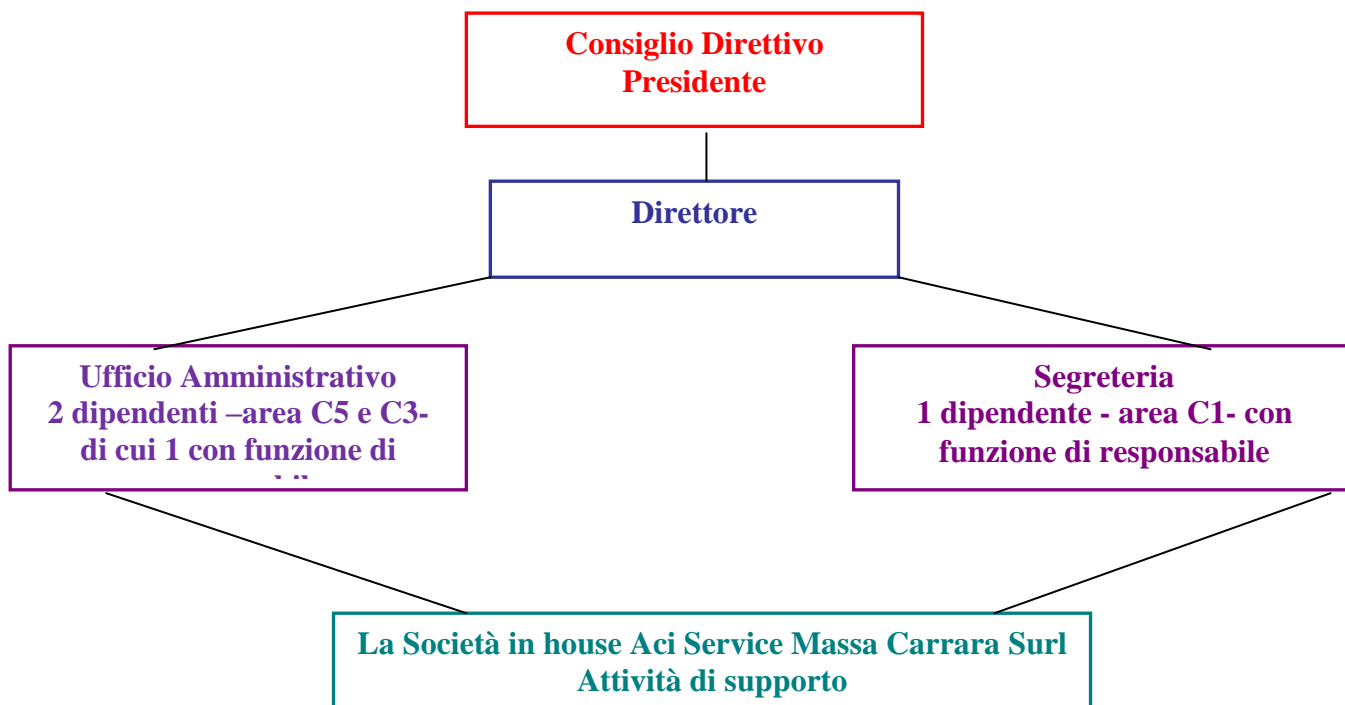 Consiglio Direttivo
Presidente
Direttore
Ufficio Amministrativo
2 dipendenti –area C5 e C3-
di cui 1 con funzione di
Segreteria
1 dipendente - area C1- con
funzione di responsabile
La Società in house Aci Service Massa Carrara Surl
Attività di supporto